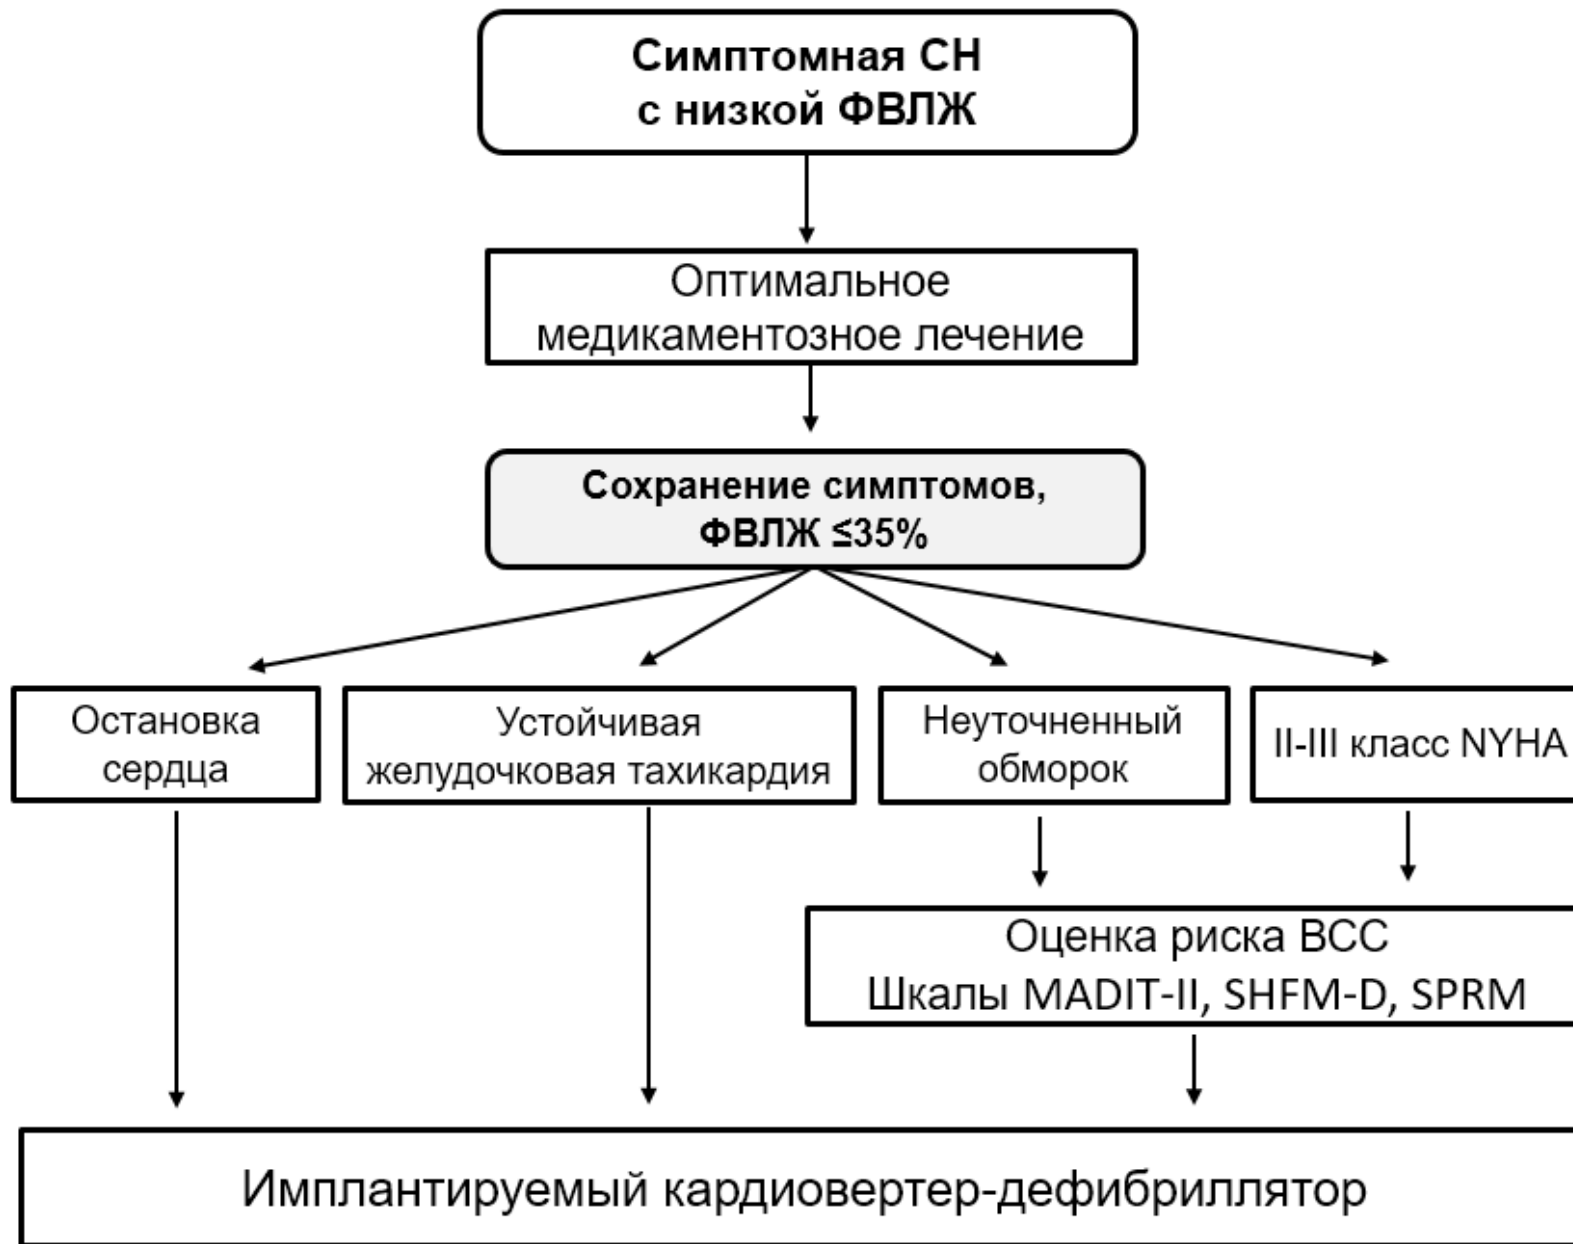 Симптомная СН
с низкой ФВЛЖ
Оптимальное
медикаментозное лечение
Сохранение симптомов,
ФВЛЖ ≤35%
Остановка
сердца
Устойчивая
желудочковая тахикардия
Неуточненный
обморок
II-III класс NYHA
Оценка риска ВСС
Шкалы MADIT-II, SHFM-D, SPRM
Имплантируемый кардиовертер-дефибриллятор